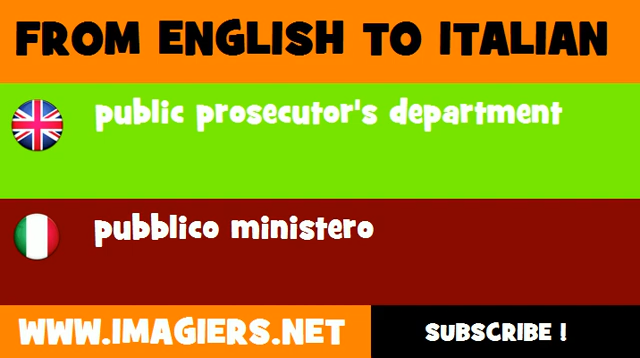 FROM ENGLISH TO ITALIAN
public prosecutor's department
pubblico ministero
WWW.IMAGIERS.NET
SUBSCRIBE !